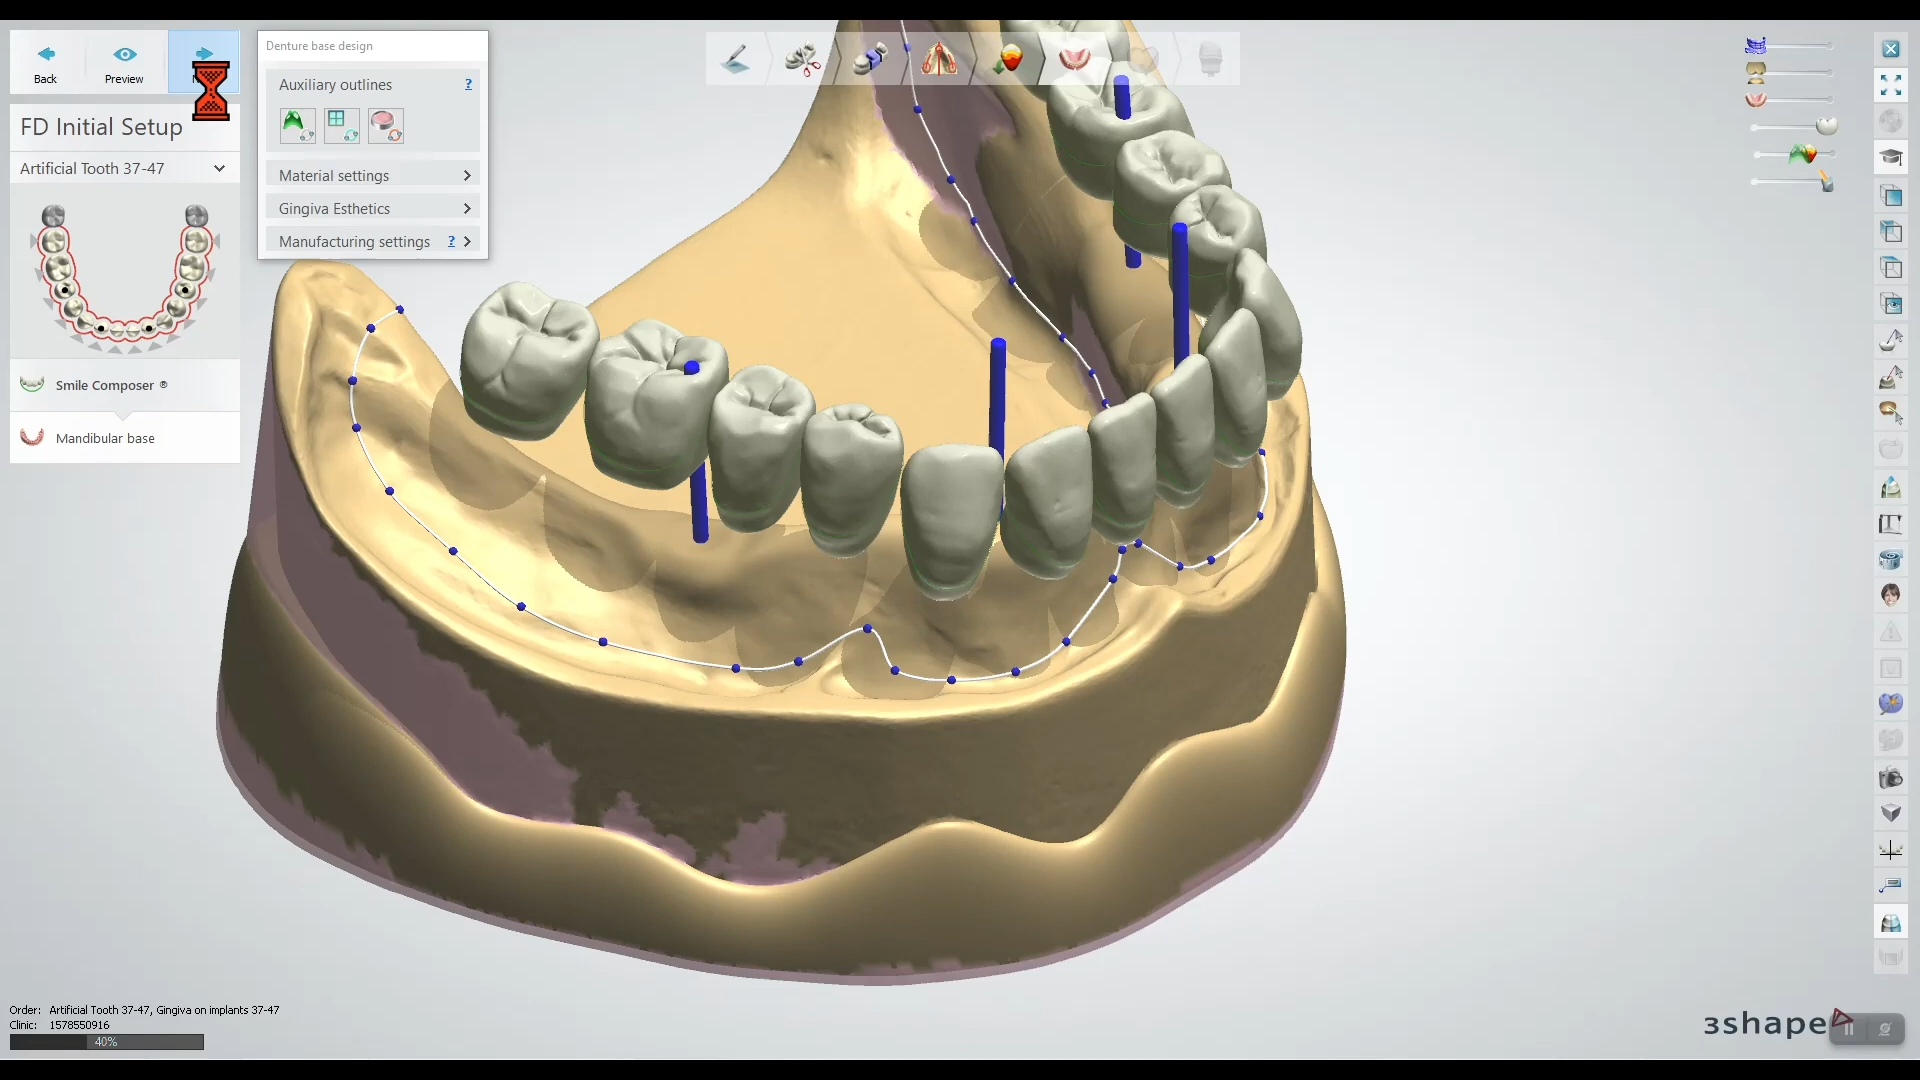 Back
Preview
Denture base design
Auxiliary outlines ?
FD Initial Setup
Artificial Tooth 37-47
Material settings
Gingiva Esthetics
Manufacturing settings ?
Smile Composer ®
Mandibular base
Order: Artificial Tooth 37-47, Gingiva on implants 37-47
Clinic: 1578550916
40%
3shape